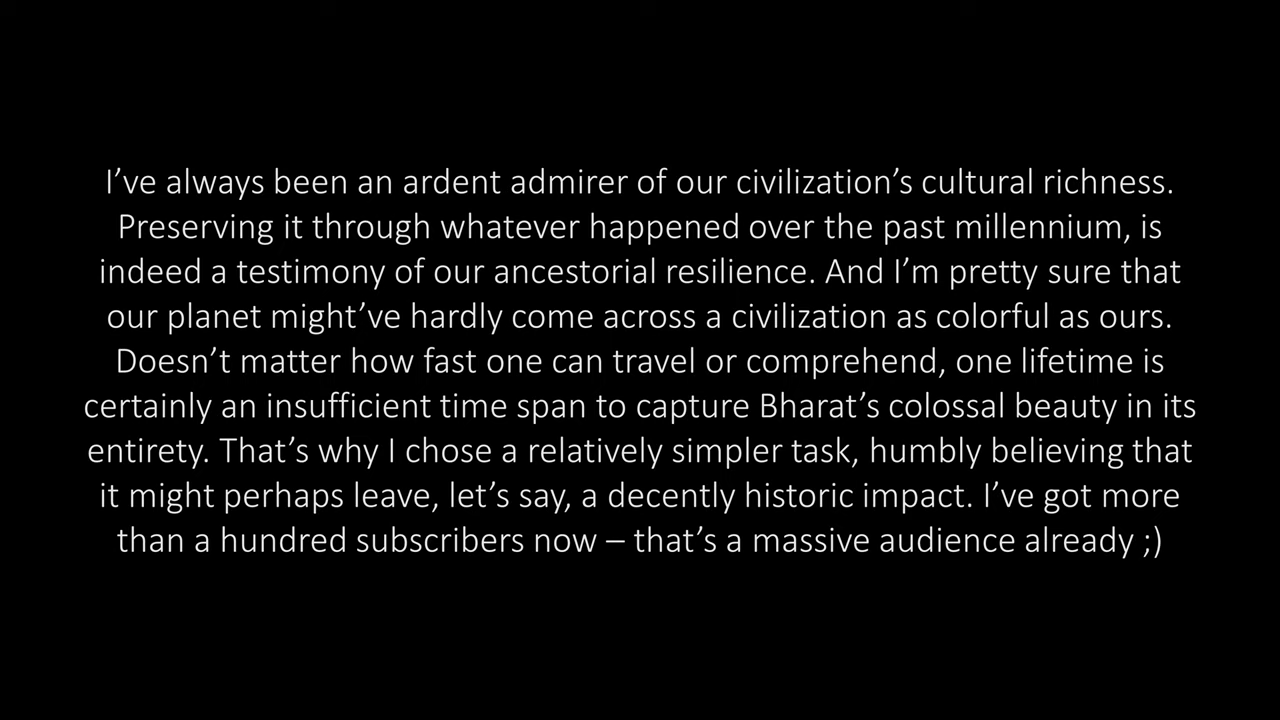 I’ve always been an ardent admirer of our civilization’s cultural richness.
Preserving it through whatever happened over the past millennium, is
indeed a testimony of our ancestorial resilience. And I’m pretty sure that
our planet might’ve hardly come across a civilization as colorful as ours.
Doesn’t matter how fast one can travel or comprehend, one lifetime is
certainly an insufficient time span to capture Bharat’s colossal beauty in its
entirety. That’s why I chose a relatively simpler task, humbly believing that
it might perhaps leave, let’s say, a decently historic impact. I’ve got more
than a hundred subscribers now – that’s a massive audience already ;)